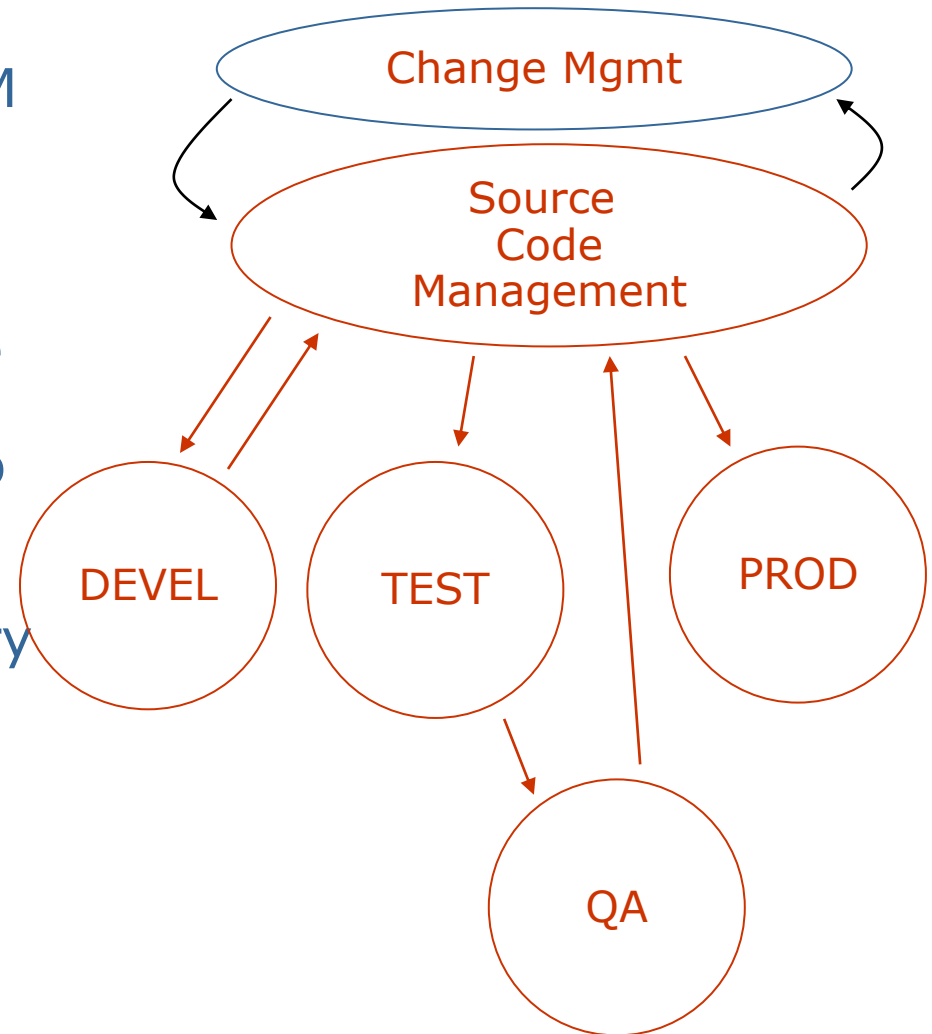 Change Mgmt
Source
Code
Management
DEVEL
TEST
PROD
QA